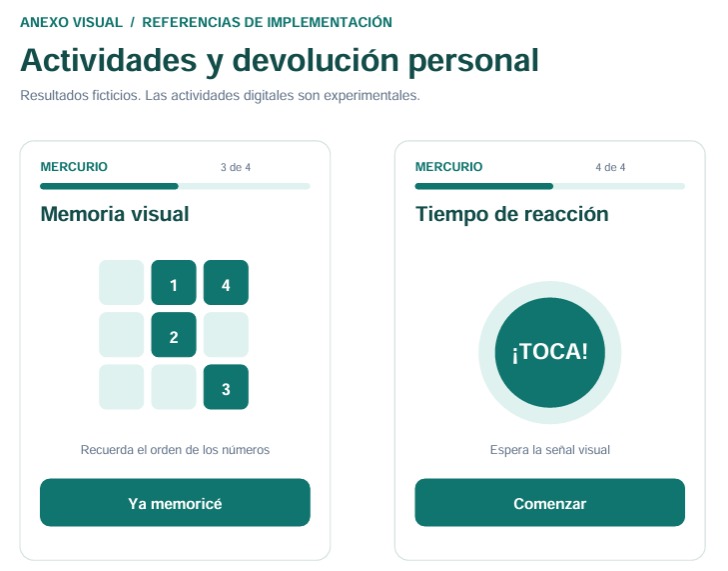 ANEXO VISUAL / REFERENCIAS DE IMPLEMENTACIÓN
Actividades y devolución personal
Resultados ficticios. Las actividades digitales son experimentales.
MERCURIO 3 de 4
Memoria visual
1 4
2
3
Recuerda el orden de los números
Ya memoricé
MERCURIO 4 de 4
Tiempo de reacción
¡TOCA!
Espera la señal visual
Comenzar